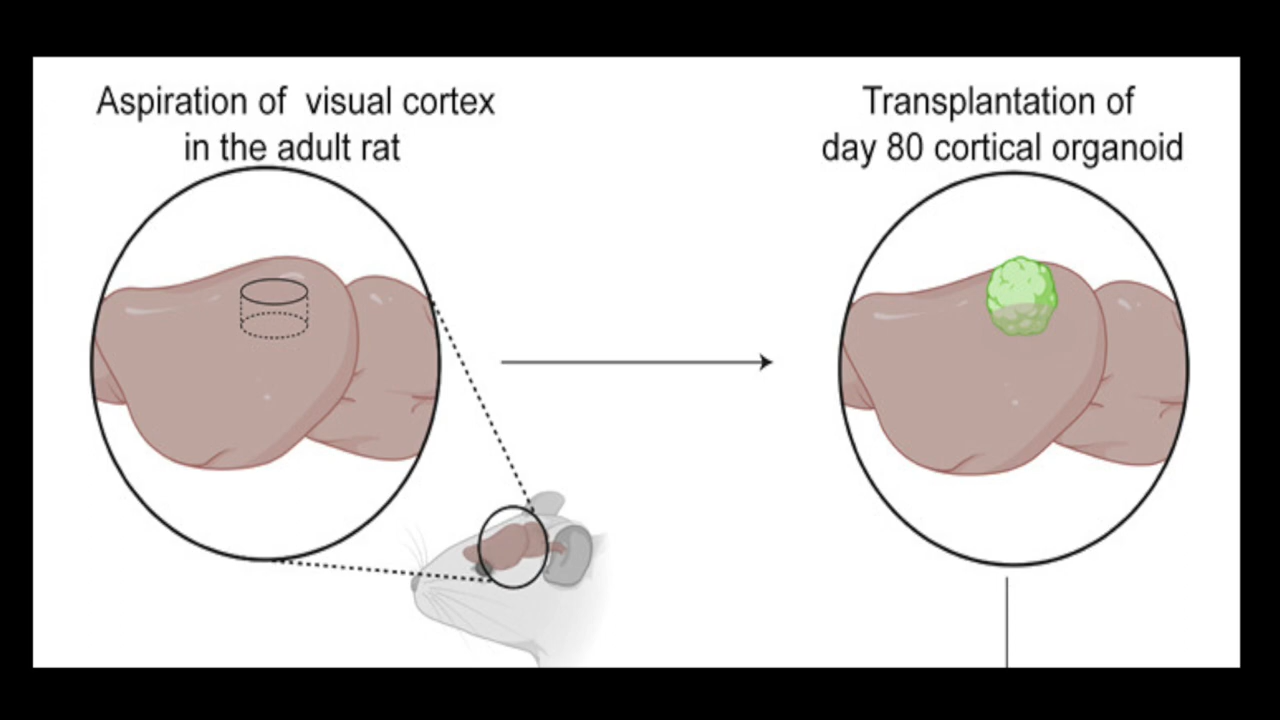 Aspiration of  visual cortex
in the adult rat
Transplantation of
day 80 cortical organoid